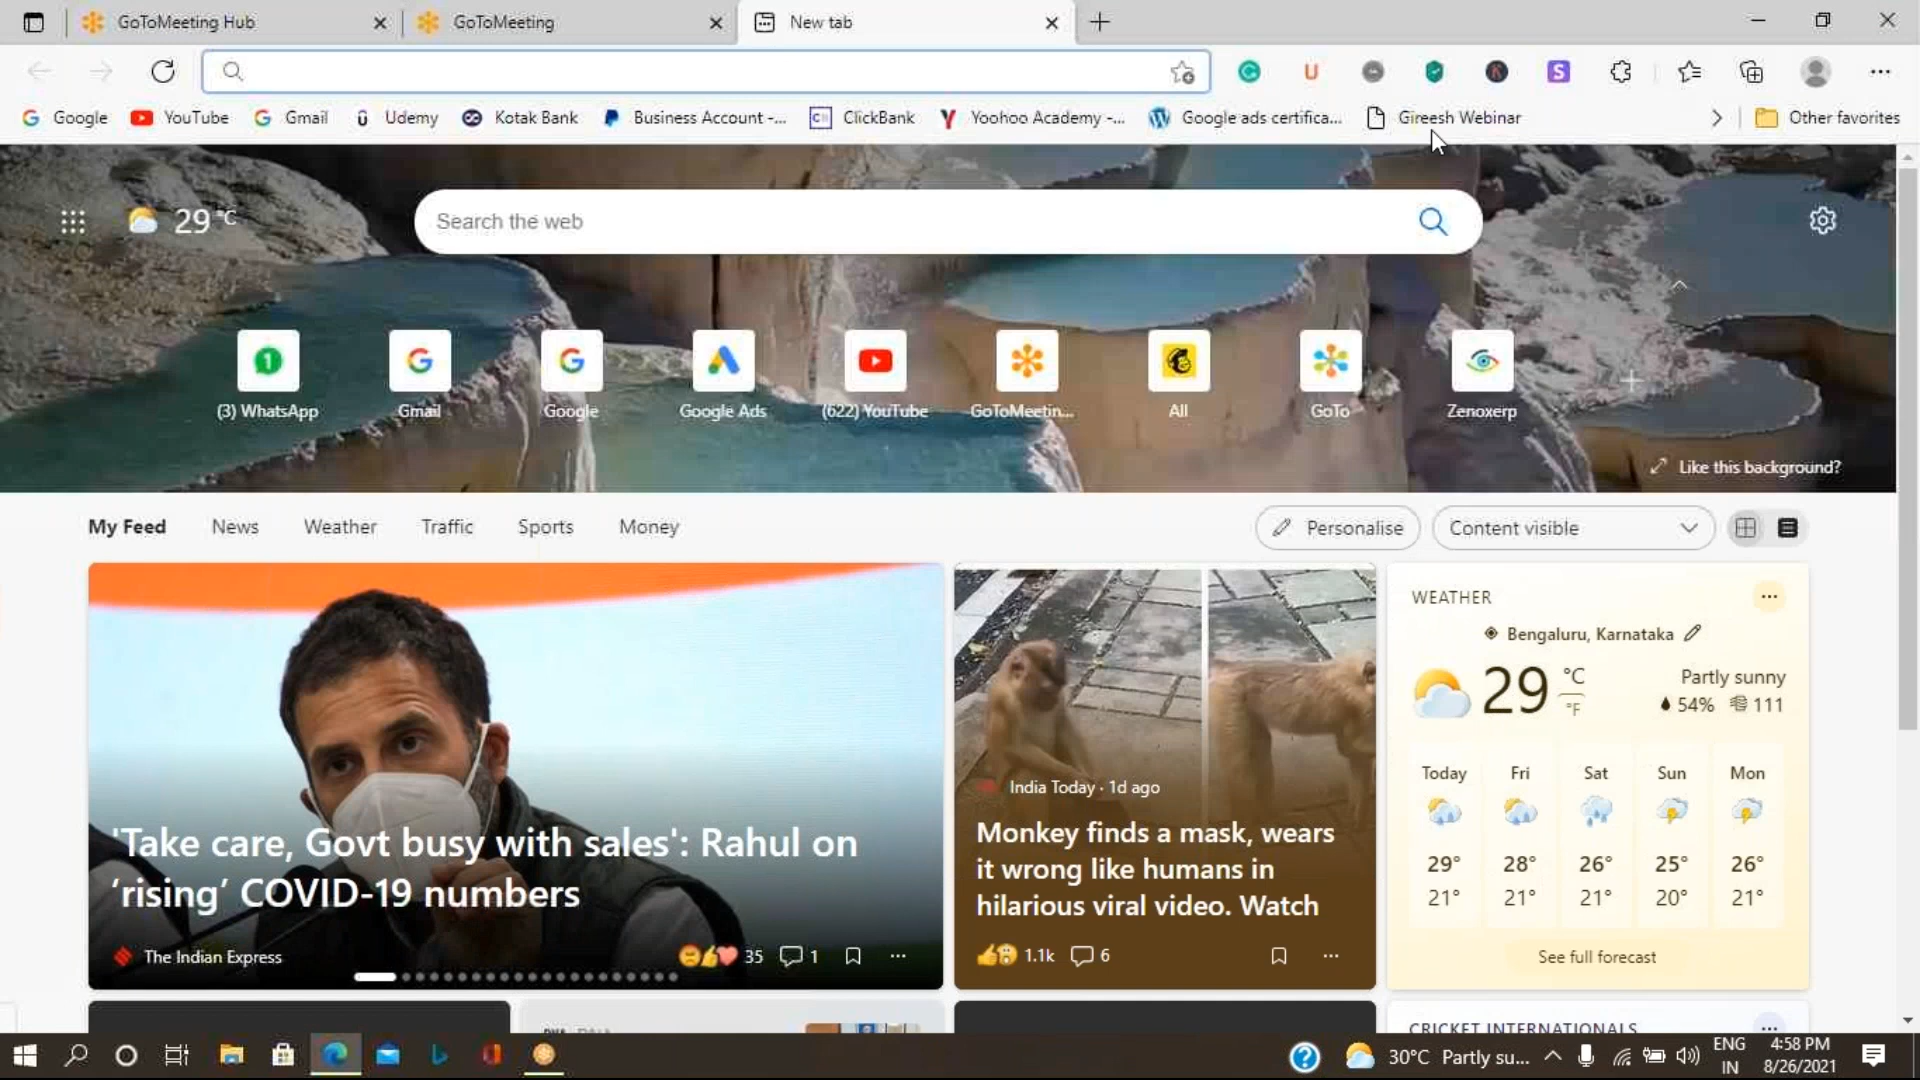 GoToMeeting Hub
GoToMeeting
New tab
Google
YouTube
Gmail
Udemy
Kotak Bank
Business Account -...
ClickBank
Yoohoo Academy -...
Google ads certifica...
Gireesh Webinar
Other favorites
29 °C
Search the web
(3) WhatsApp
Gmail
Google
Google Ads
(622) YouTube
GoToMeetin...
All
GoTo
Zenoxerp
Like this background?
My Feed
News
Weather
Traffic
Sports
Money
Personalise
Content visible
'Take care, Govt busy with sales': Rahul on
‘rising’ COVID-19 numbers
The Indian Express
35
1
India Today · 1d ago
Monkey finds a mask, wears
it wrong like humans in
hilarious viral video. Watch
1.1k
6
WEATHER
Bengaluru, Karnataka
29 °C
°F
Partly sunny
54% 111
Today Fri Sat Sun Mon
29° 28° 26° 25° 26°
21° 21° 21° 20° 21°
See full forecast
CRICKET INTERNATIONALS
30°C Partly su...
ENG
IN
4:58 PM
8/26/2021